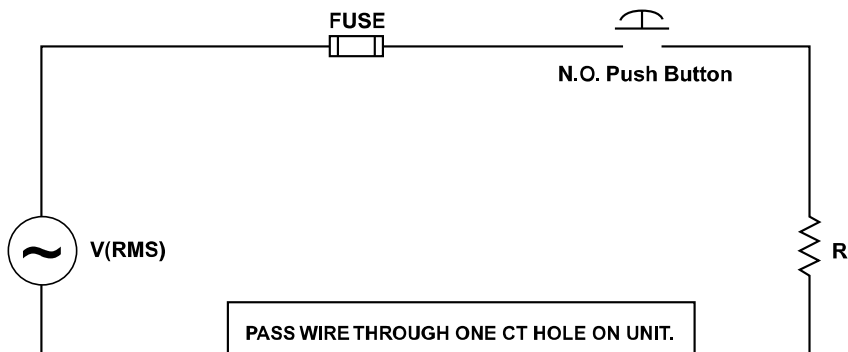 FUSE
N.O. Push Button
V(RMS)
R
PASS WIRE THROUGH ONE CT HOLE ON UNIT.